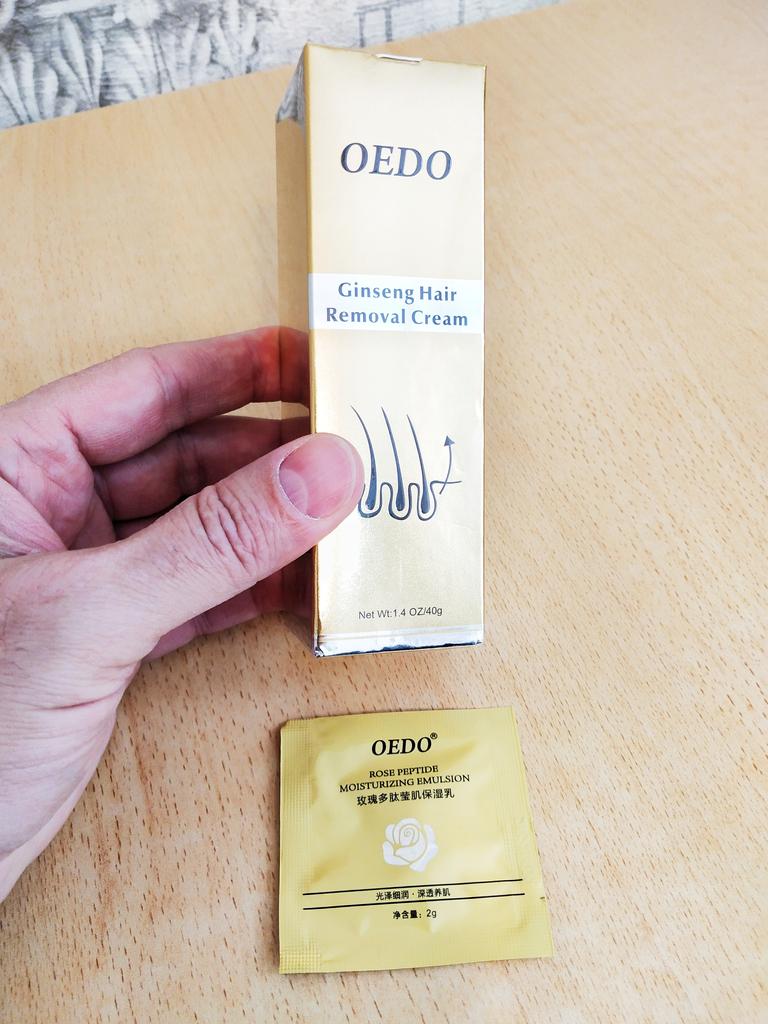 OEDO
Ginseng Hair
Removal Cream
Net Wt:1.4 OZ/40g
OEDO®
ROSE PEPTIDE
MOISTURIZING EMULSION
玫瑰多肽莹肌保湿乳
光泽细润·深透养肌
净含量：2g